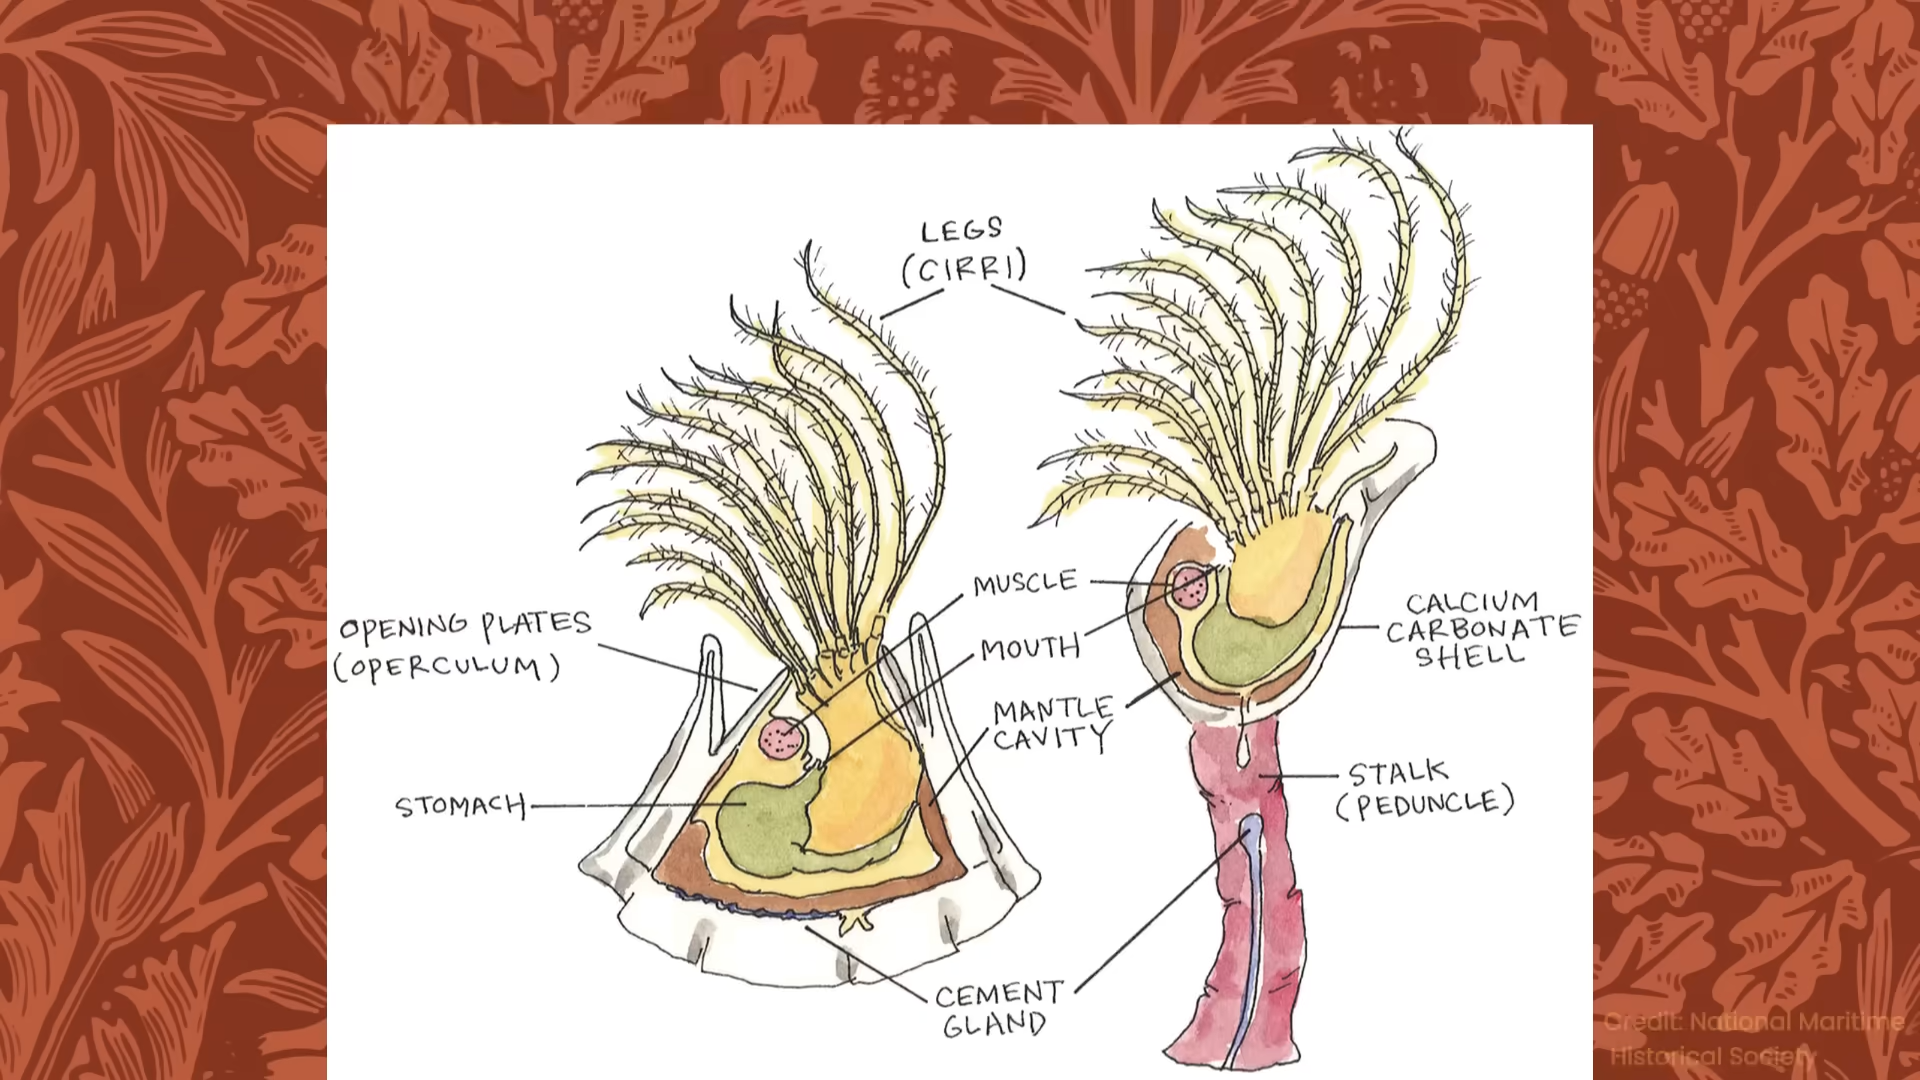 LEGS
(CIRRI)
MUSCLE
OPENING PLATES
(OPERCULUM)
MOUTH
CALCIUM
CARBONATE
SHELL
MANTLE
CAVITY
STOMACH
STALK
(PEDUNCLE)
CEMENT
GLAND
Credit: National Maritime
Historical Society